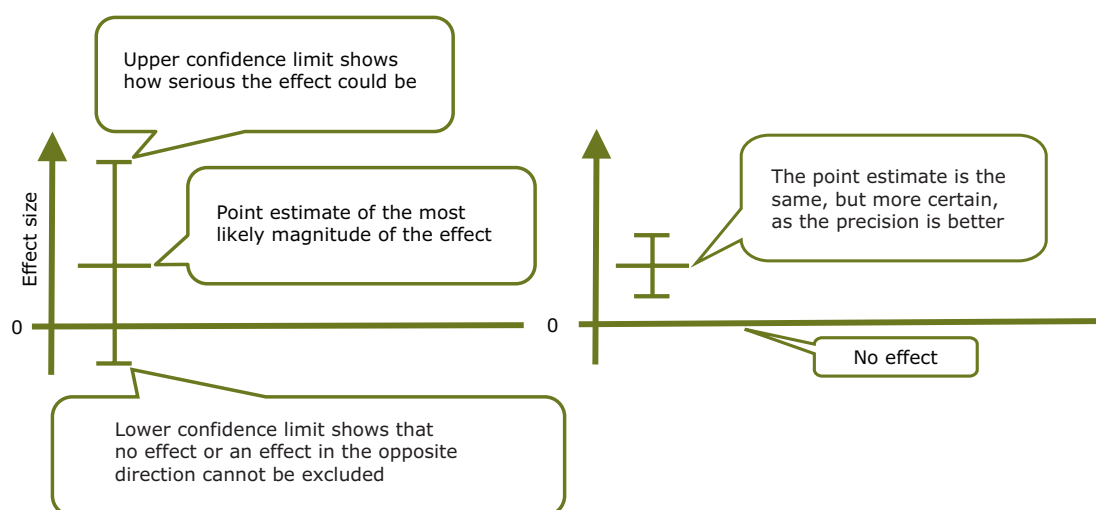 Upper confidence limit shows
how serious the effect could be
Effect size
Point estimate of the most
likely magnitude of the effect
0
Lower confidence limit shows that
no effect or an effect in the opposite
direction cannot be excluded
The point estimate is the
same, but more certain,
as the precision is better
0
No effect